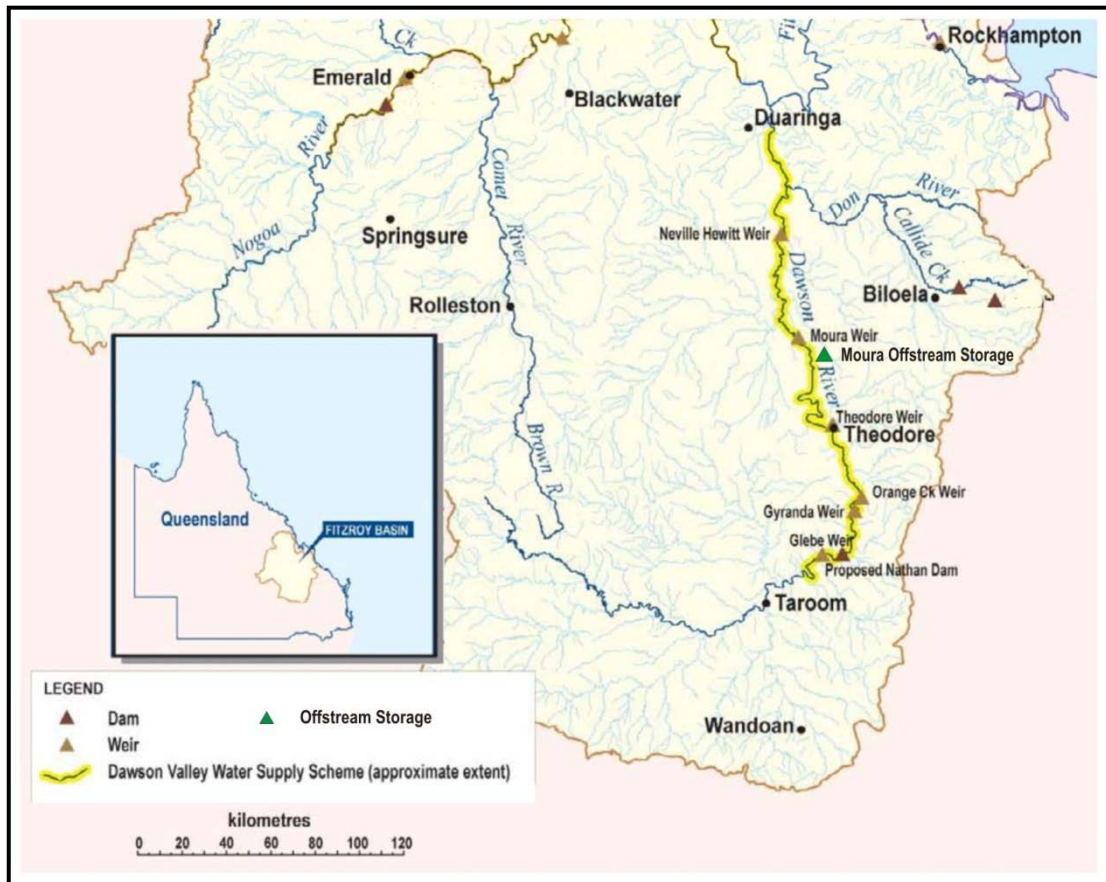 Ck
Fit
Rockhampton
Emerald
Blackwater
Duaringa
River
Comet
River
Don
River
Nogoa
Springsure
Neville Hewitt Weir
Callide Ck
Dawson
Biloela
Rolleston
Moura Weir
Moura Offstream Storage
River
Theodore Weir
Theodore
Brown R.
Orange Ck Weir
Gyranda Weir
Glebe Weir
Proposed Nathan Dam
Taroom
Wandoan
Queensland
FITZROY BASIN
LEGEND
Dam
Offstream Storage
Weir
Dawson Valley Water Supply Scheme (approximate extent)
kilometres
0 20 40 60 80 100 120